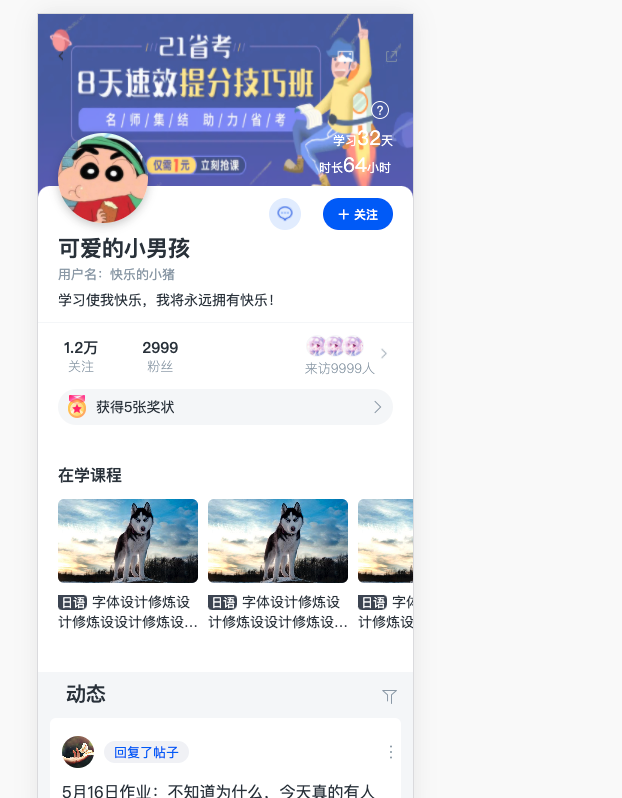 21省考
8天速效提分技巧班
名/师/集/结 助/力/省/考
?
学习32天
时长64小时
仅需1元 立刻抢课
关注
可爱的小男孩
用户名：快乐的小猪
学习使我快乐，我将永远拥有快乐！
1.2万
2999
关注
粉丝
来访9999人
获得5张奖状
在学课程
日语 字体设计修炼设
计修炼设设计修炼设…
日语 字体设计修炼设
计修炼设设计修炼设…
日语 字体
计修炼设
动态
回复了帖子
5月16日作业：不知道为什么，今天真的有人